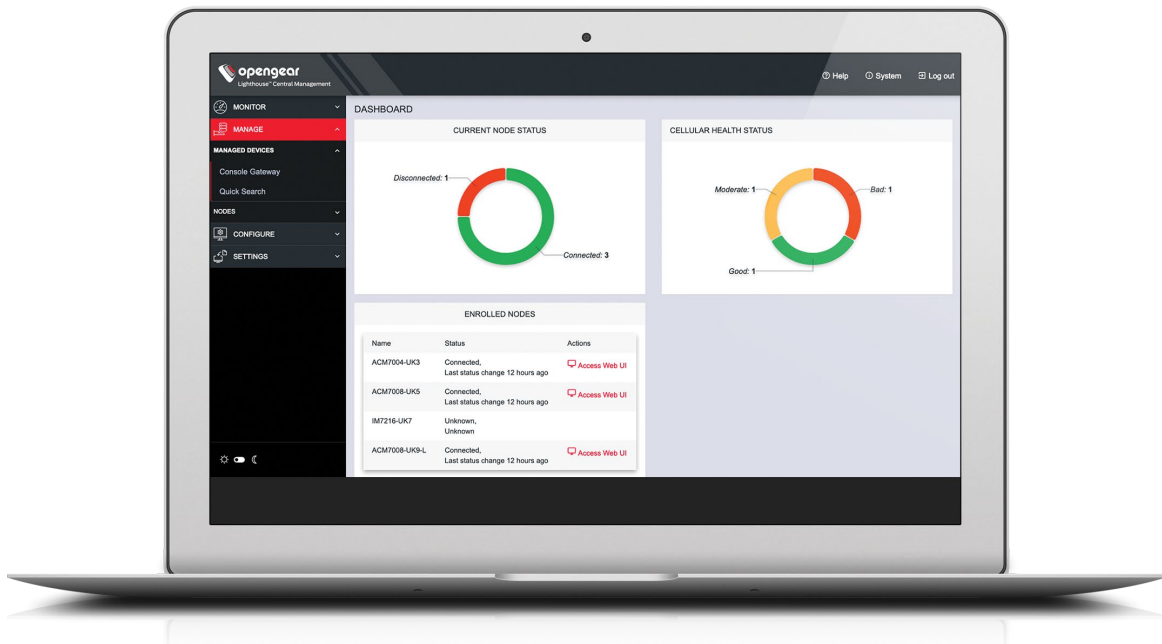 opengear
Lighthouse™ Central Management
Help
System
Log out
MONITOR
MANAGE
MANAGED DEVICES
Console Gateway
Quick Search
NODES
CONFIGURE
SETTINGS
DASHBOARD
CURRENT NODE STATUS
Disconnected: 1
Connected: 3
CELLULAR HEALTH STATUS
Moderate: 1
Bad: 1
Good: 1
ENROLLED NODES
Name Status Actions
ACM7004-UK3 Connected, Access Web UI
Last status change 12 hours ago
ACM7008-UK5 Connected, Access Web UI
Last status change 12 hours ago
IM7216-UK7 Unknown,
Unknown
ACM7008-UK9-L Connected, Access Web UI
Last status change 12 hours ago